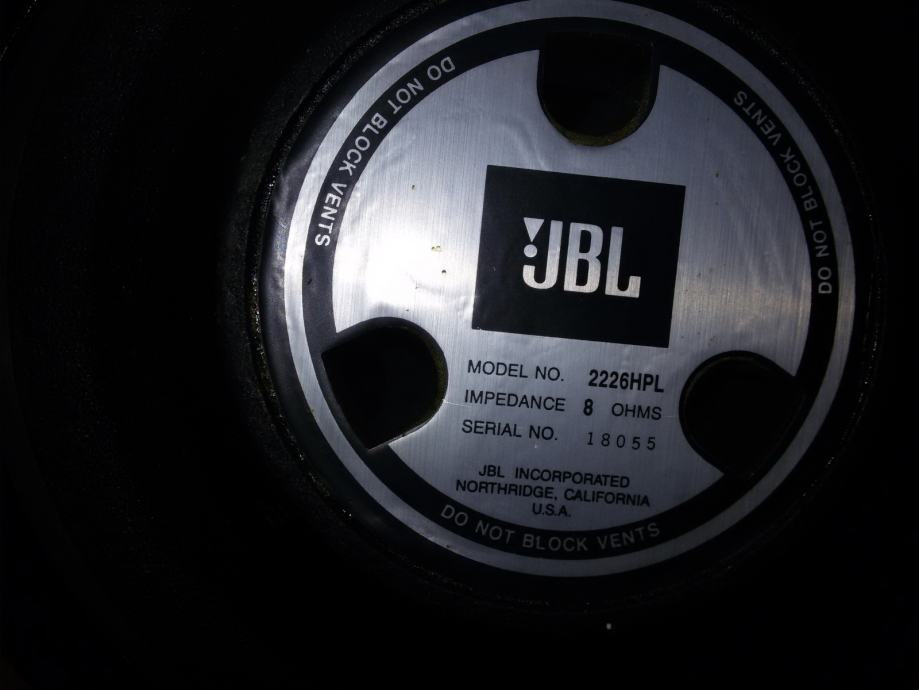 DO NOT BLOCK VENTS
DO NOT BLOCK VENTS
JBL
MODEL NO. 2226HPL
IMPEDANCE 8 OHMS
SERIAL NO. 18055
JBL INCORPORATED
NORTHRIDGE, CALIFORNIA
U.S.A.
DO NOT BLOCK VENTS